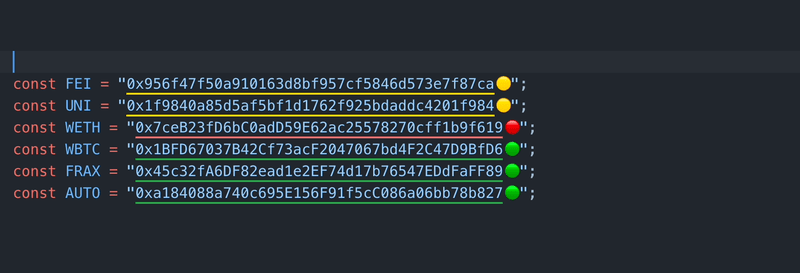 const FEI = "0x956f47f50a910163d8bf957cf5846d573e7f87ca🟡";
const UNI = "0x1f9840a85d5af5bf1d1762f925bdaddc4201f984🟡";
const WETH = "0x7ceB23fD6bC0adD59E62ac25578270cff1b9f619🔴";
const WBTC = "0x1BFD67037B42Cf73acF2047067bd4F2C47D9BfD6🟢";
const FRAX = "0x45c32fA6DF82ead1e2EF74d17b76547EDdFaFF89🟢";
const AUTO = "0xa184088a740c695E156F91f5cC086a06bb78b827🟢";